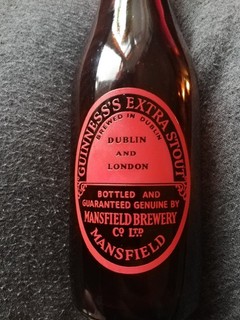 GUINNESS'S EXTRA STOUT
BREWED IN DUBLIN
DUBLIN
AND
LONDON
BOTTLED AND
GUARANTEED GENUINE BY
MANSFIELD BREWERY
CO LTD
MANSFIELD